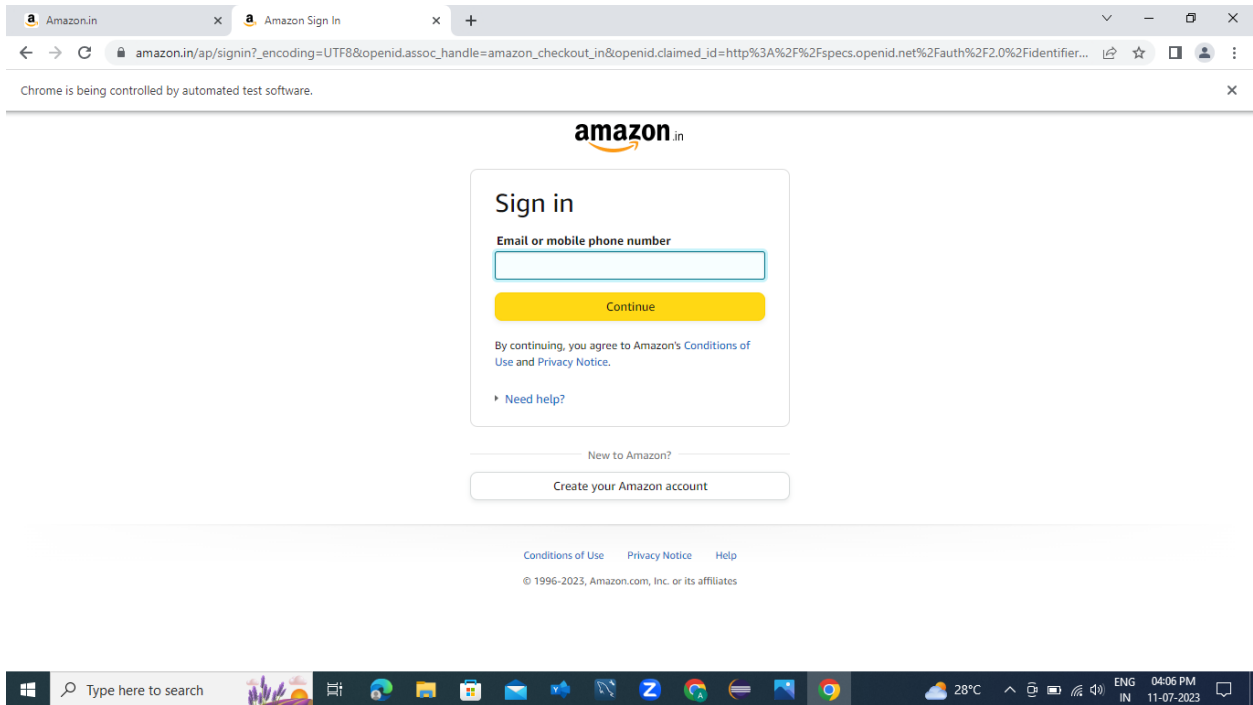 Amazon.in
Amazon Sign In
amazon.in/ap/signin?_encoding=UTF8&openid.assoc_handle=amazon_checkout_in&openid.claimed_id=http%3A%2F%2Fspecs.openid.net%2Fauth%2F2.0%2Fidentifier...
Chrome is being controlled by automated test software.
amazon.in
Sign in
Email or mobile phone number
Continue
By continuing, you agree to Amazon's Conditions of
Use and Privacy Notice.
Need help?
New to Amazon?
Create your Amazon account
Conditions of Use Privacy Notice Help
© 1996-2023, Amazon.com, Inc. or its affiliates
Type here to search
28°C
ENG
IN
04:06 PM
11-07-2023